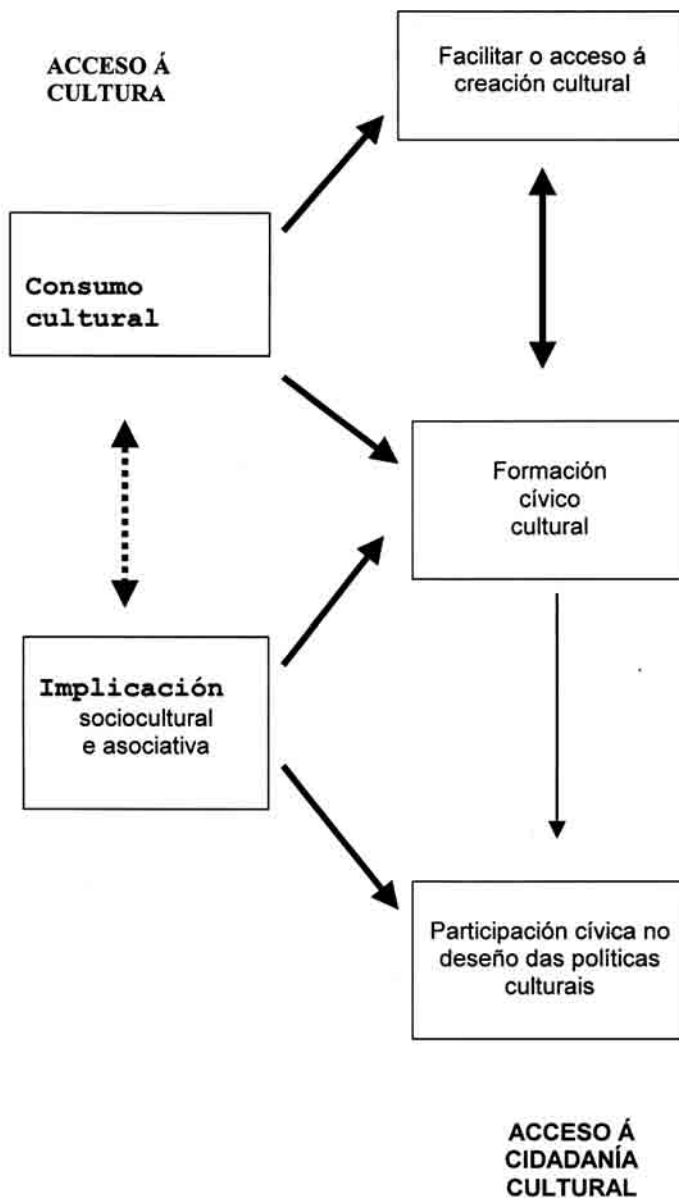 ACCESO Á
CULTURA
Facilitar o acceso á
creación cultural
Consumo
cultural
Formación
cívico
cultural
Implicación
sociocultural
e asociativa
Participación cívica no
deseño das políticas
culturais
ACCESO Á
CIDADANÍA
CULTURAL